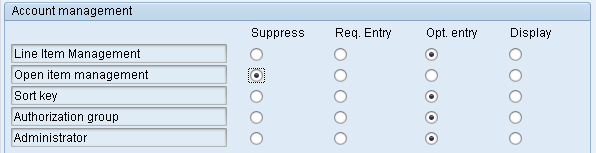 Account management
Suppress Req. Entry Opt. entry Display
Line Item Management
Open item management
Sort key
Authorization group
Administrator